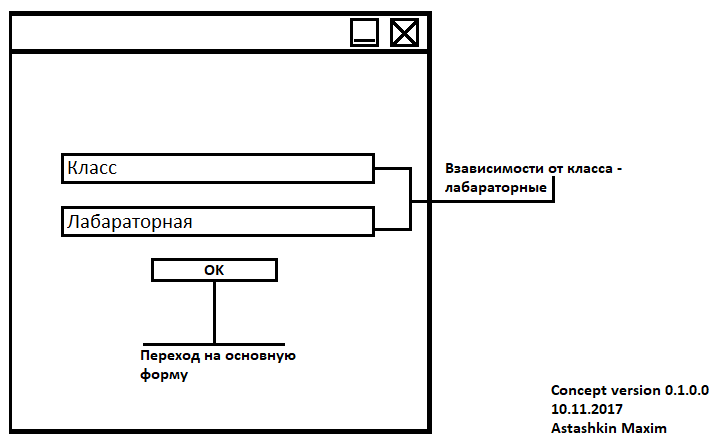 Класс
Взависимости от класса -
лабараторные
Лабараторная
ОК
Переход на основную
форму
Concept version 0.1.0.0
10.11.2017
Astashkin Maxim